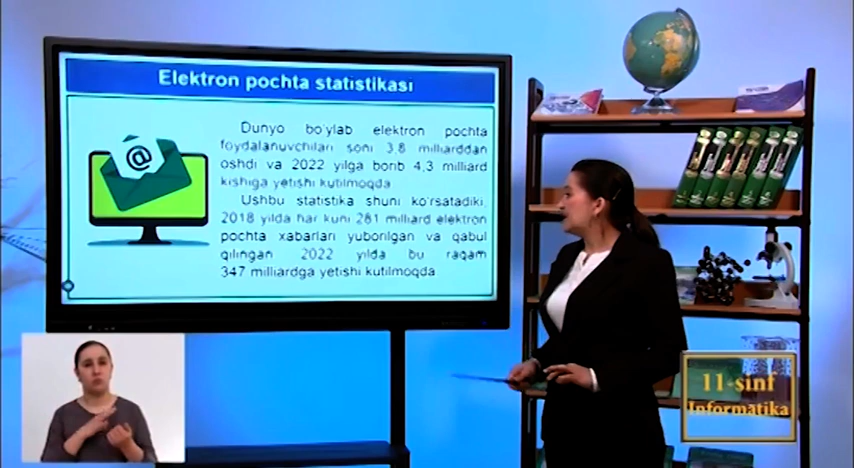 Elektron pochta statistikasi
Dunyo bo'ylab elektron pochta
foydalanuvchilari soni 3,8 milliarddan
oshdi va 2022 yilga borib 4,3 milliard
kishiga yetishi kutilmoqda
Ushbu statistika shuni ko'rsatadiki,
2018 yilda har kuni 281 milliard elektron
pochta xabarlari yuborilgan va qabul
qilingan 2022 yilda bu raqam
347 milliardga yetishi kutilmoqda
@
11-sinf
Informatika